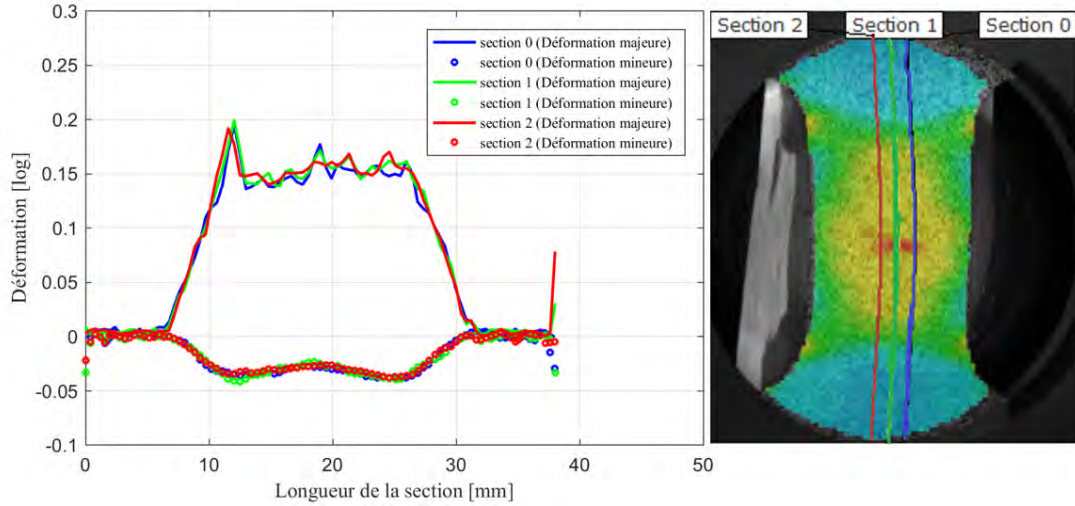 0.3
0.25
0.2
0.15
0.1
0.05
0
-0.05
-0.1
0
10
20
30
40
50
Déformation [log]
Longueur de la section [mm]
section 0 (Déformation majeure)
section 0 (Déformation mineure)
section 1 (Déformation majeure)
section 1 (Déformation mineure)
section 2 (Déformation majeure)
section 2 (Déformation mineure)
Section 2
Section 1
Section 0